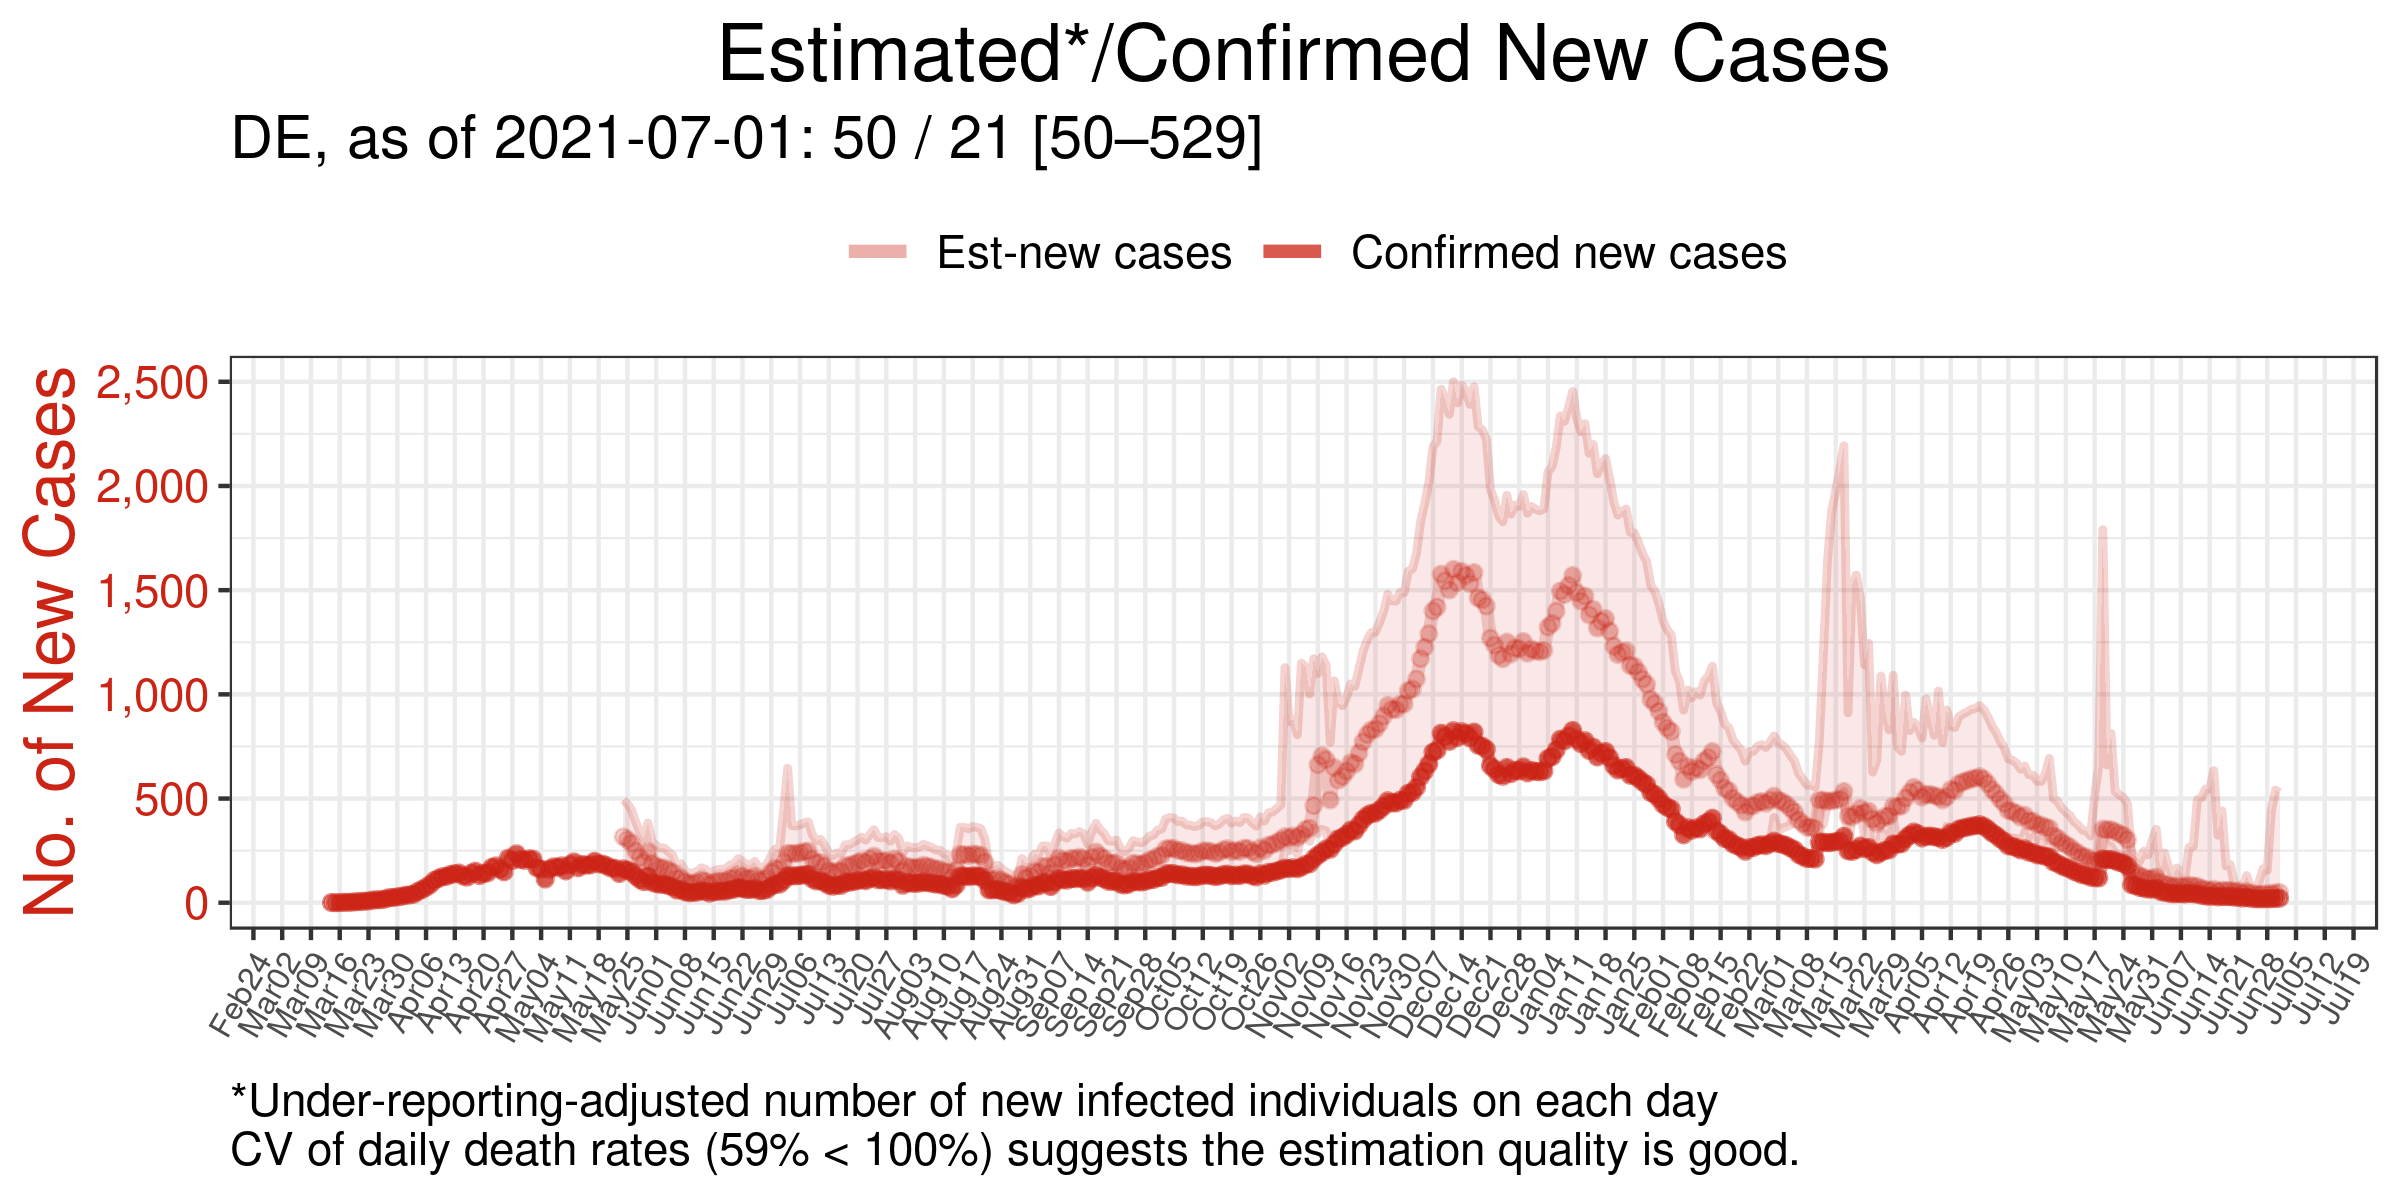 Estimated*/Confirmed New Cases
DE, as of 2021-07-01: 50 / 21 [50–529]
Est-new cases
Confirmed new cases
No. of New Cases
2,500
2,000
1,500
1,000
500
0
Feb24
Mar02
Mar09
Mar16
Mar23
Mar30
Apr06
Apr13
Apr20
Apr27
May04
May11
May18
May25
Jun01
Jun08
Jun15
Jun22
Jun29
Jul06
Jul13
Jul20
Jul27
Aug03
Aug10
Aug17
Aug24
Aug31
Sep07
Sep14
Sep21
Sep28
Oct05
Oct12
Oct19
Oct26
Nov02
Nov09
Nov16
Nov23
Nov30
Dec07
Dec14
Dec21
Dec28
Jan04
Jan11
Jan18
Jan25
Feb01
Feb08
Feb15
Feb22
Mar01
Mar08
Mar15
Mar22
Mar29
Apr05
Apr12
Apr19
Apr26
May03
May10
May17
May24
May31
Jun07
Jun14
Jun21
Jun28
Jul05
Jul12
Jul19
*Under-reporting-adjusted number of new infected individuals on each day
CV of daily death rates (59% < 100%) suggests the estimation quality is good.